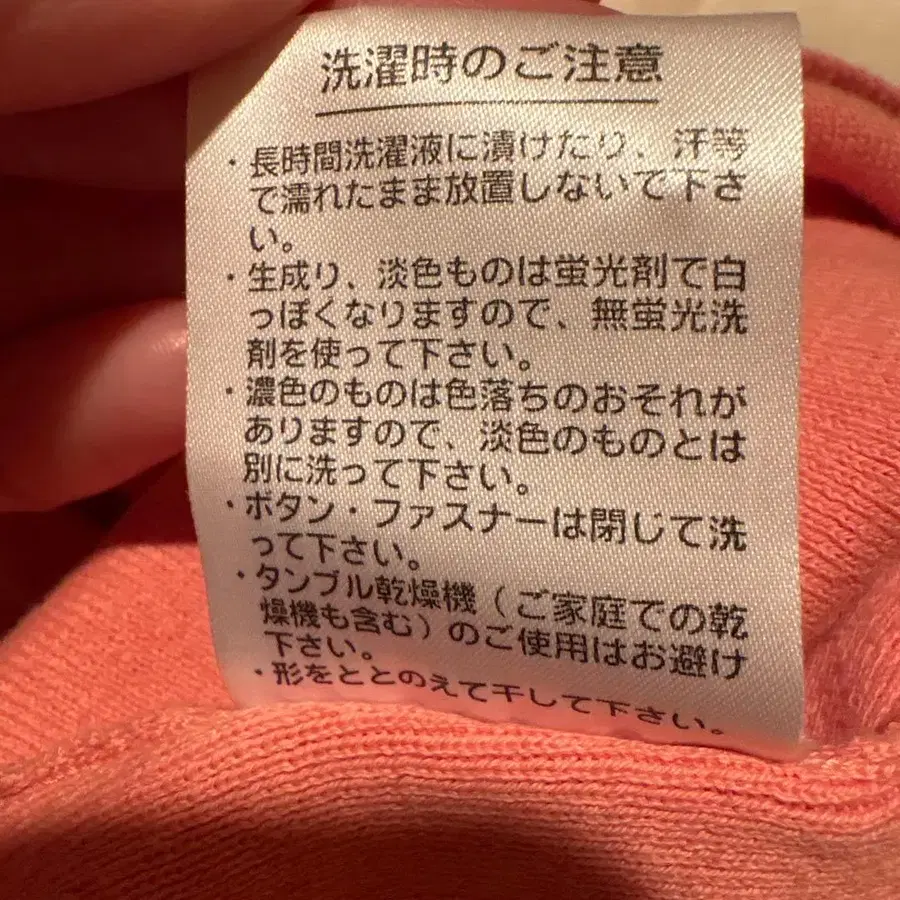 洗濯時のご注意
・長時間洗濯液に漬けたり、汗等
で濡れたまま放置しないで下さ
い。
・生成り、淡色ものは蛍光剤で白
っぽくなりますので、無蛍光洗
剤を使って下さい。
・濃色のものは色落ちのおそれが
ありますので、淡色のものとは
別に洗って下さい。
・ボタン・ファスナーは閉じて洗
って下さい。
・タンブル乾燥機（ご家庭での乾
燥機も含む）のご使用はお避け
下さい。
・形をととのえて干して下さい。